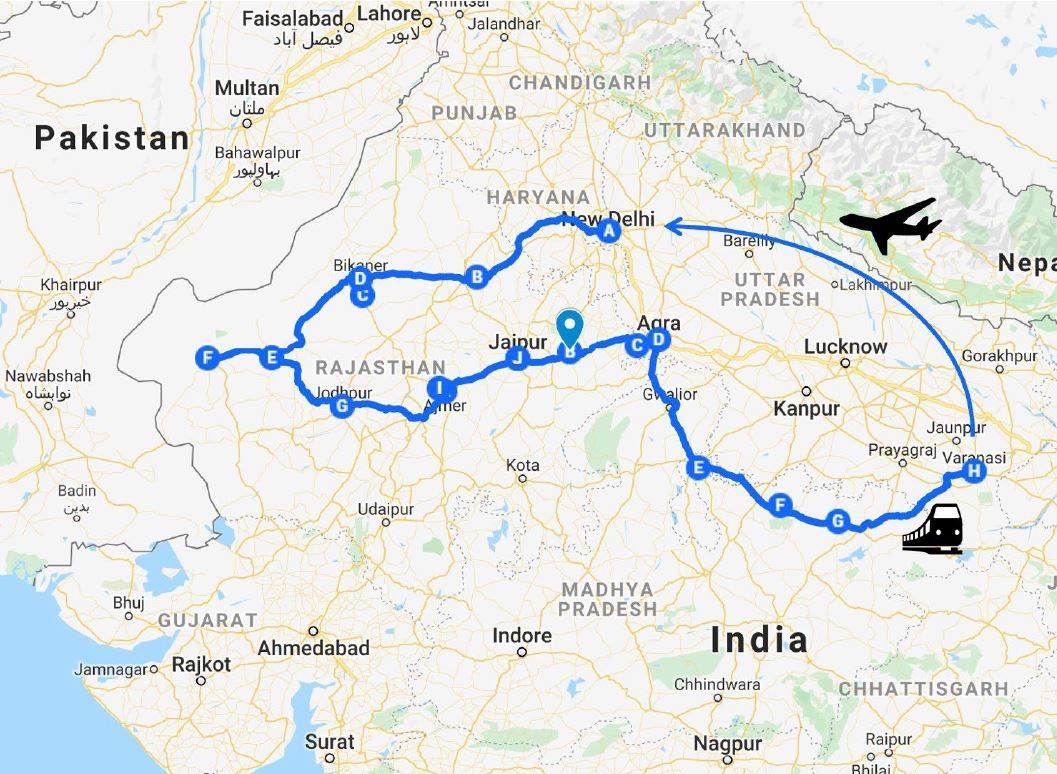 Faisalabad
فیصل آباد
Lahore
لاہور
Amritsar
Jalandhar
Multan
ملتان
CHANDIGARH
PUNJAB
Pakistan
UTTARAKHAND
Bahawalpur
بہاولپور
HARYANA
New Delhi
A
Bareilly
Bikaner
D
B
UTTAR
PRADESH
Nepa
Khairpur
خیرپور
Lakhimpur
C
Agra
Jaipur
Lucknow
F
E
RAJASTHAN
J
B
C
D
Gorakhpur
Nawabshah
نوابشاہ
Jodhpur
I
G
Ajmer
Gwalior
Kanpur
Jaunpur
Prayagraj
Varanasi
Kota
E
H
Badin
بدین
Udaipur
F
G
Bhuj
GUJARAT
MADHYA
PRADESH
Ahmedabad
Indore
India
Jamnagar
Rajkot
Chhindwara
CHHATTISGARH
Surat
Nagpur
Raipur
Bhilai